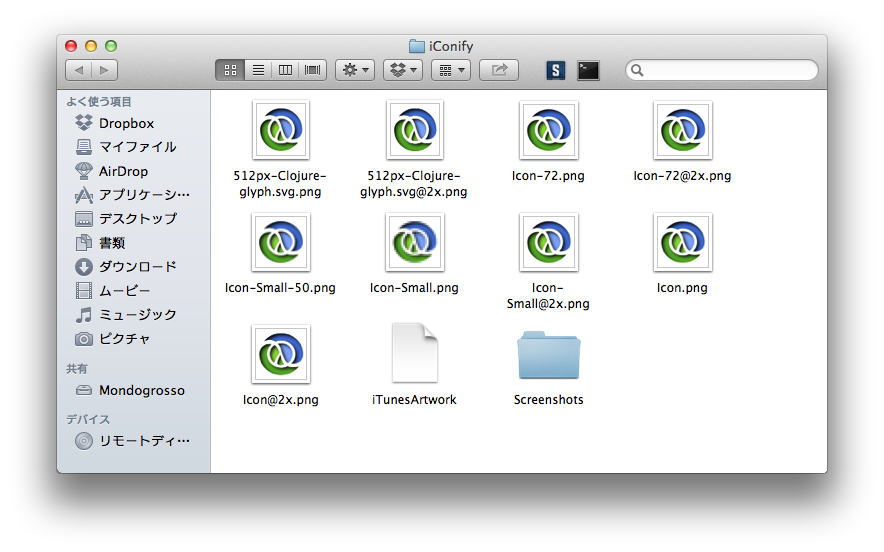 iConify
よく使う項目
Dropbox
マイファイル
AirDrop
アプリケーシ…
デスクトップ
書類
ダウンロード
ムービー
ミュージック
ピクチャ
共有
Mondogrosso
デバイス
リモートディ…
S
512px-Clojure-
glyph.svg.png
512px-Clojure-
glyph.svg@2x.png
Icon-72.png
Icon-72@2x.png
Icon-Small-50.png
Icon-Small.png
Icon-
Small@2x.png
Icon.png
Icon@2x.png
iTunesArtwork
Screenshots